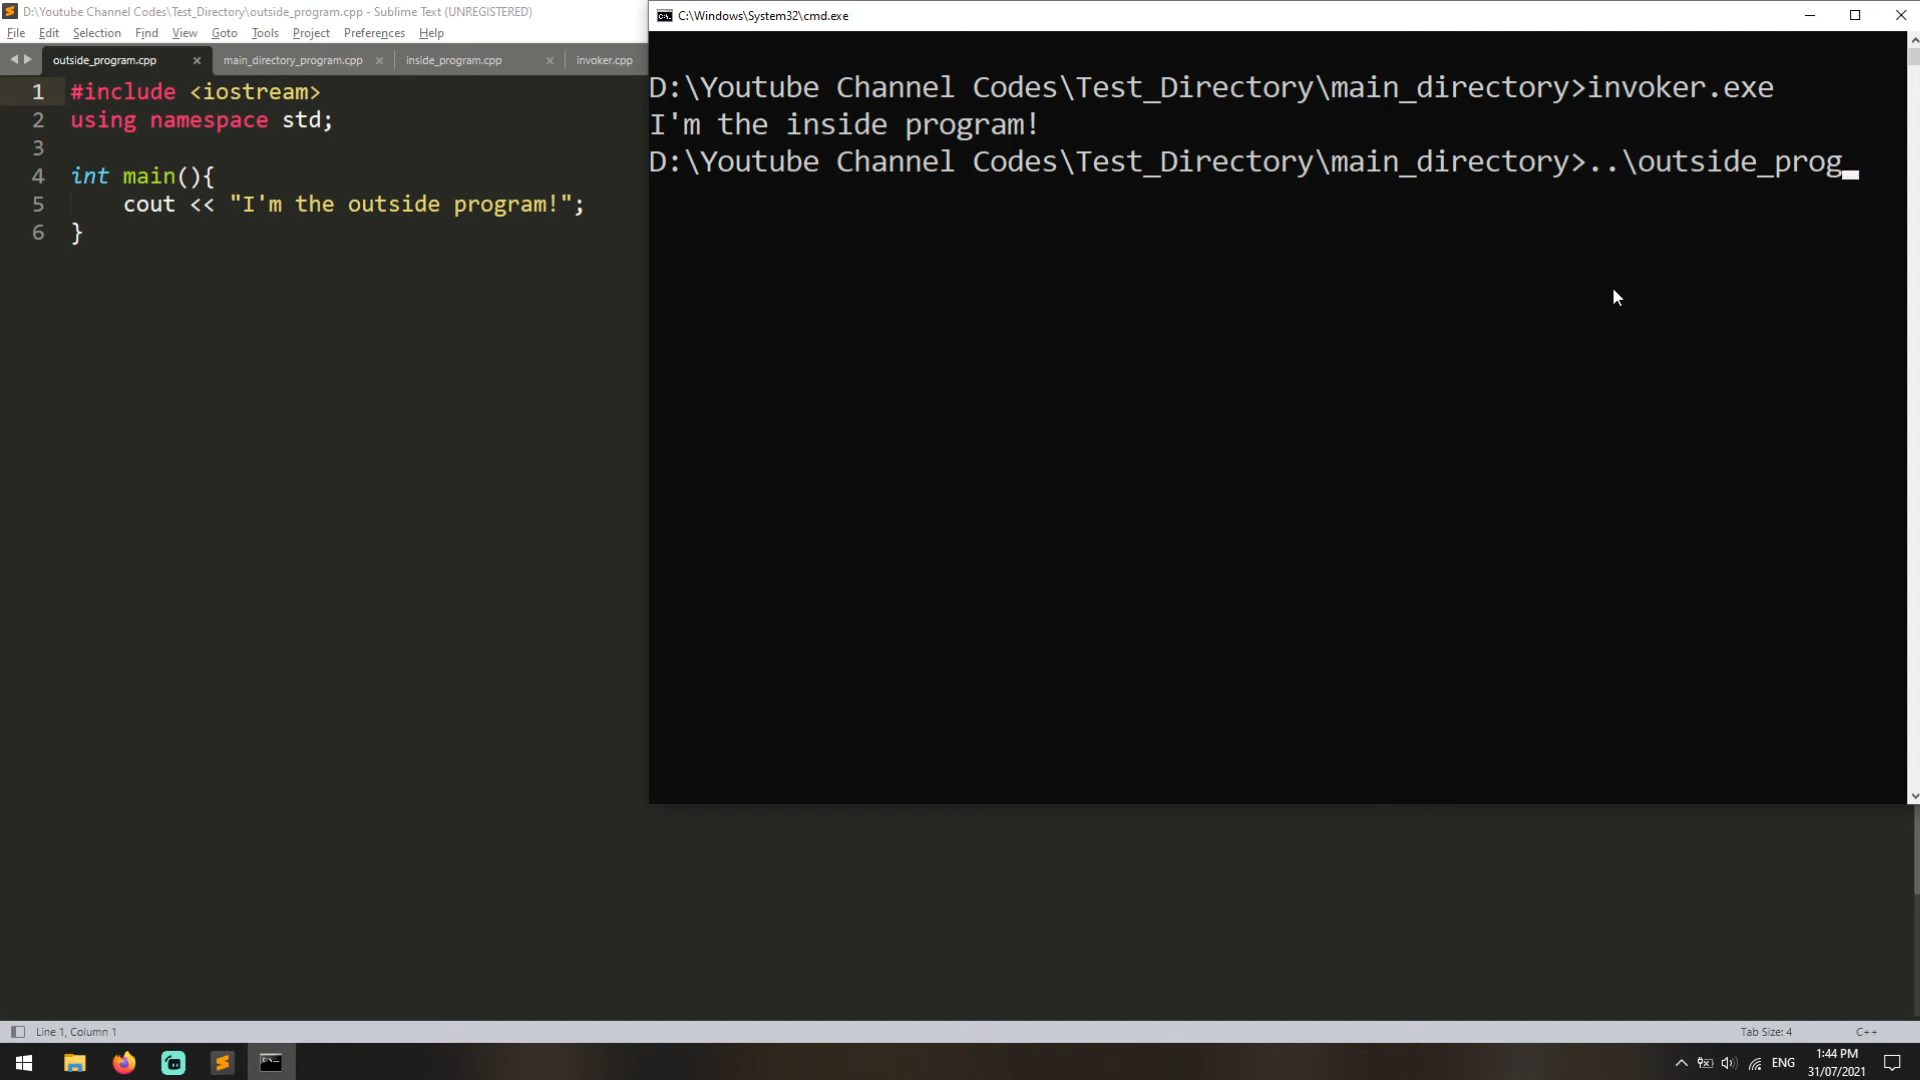 D:\Youtube Channel Codes\Test_Directory\outside_program.cpp - Sublime Text (UNREGISTERED)
File Edit Selection Find View Goto Tools Project Preferences Help
outside_program.cpp main_directory_program.cpp inside_program.cpp invoker.cpp
1 #include <iostream>
2 using namespace std;
3
4 int main(){
5 cout << "I'm the outside program!";
6 }
C:\Windows\System32\cmd.exe
D:\Youtube Channel Codes\Test_Directory\main_directory>invoker.exe
I'm the inside program!
D:\Youtube Channel Codes\Test_Directory\main_directory>..\outside_prog_
Line 1, Column 1
Tab Size: 4
C++
ENG
1:44 PM
31/07/2021